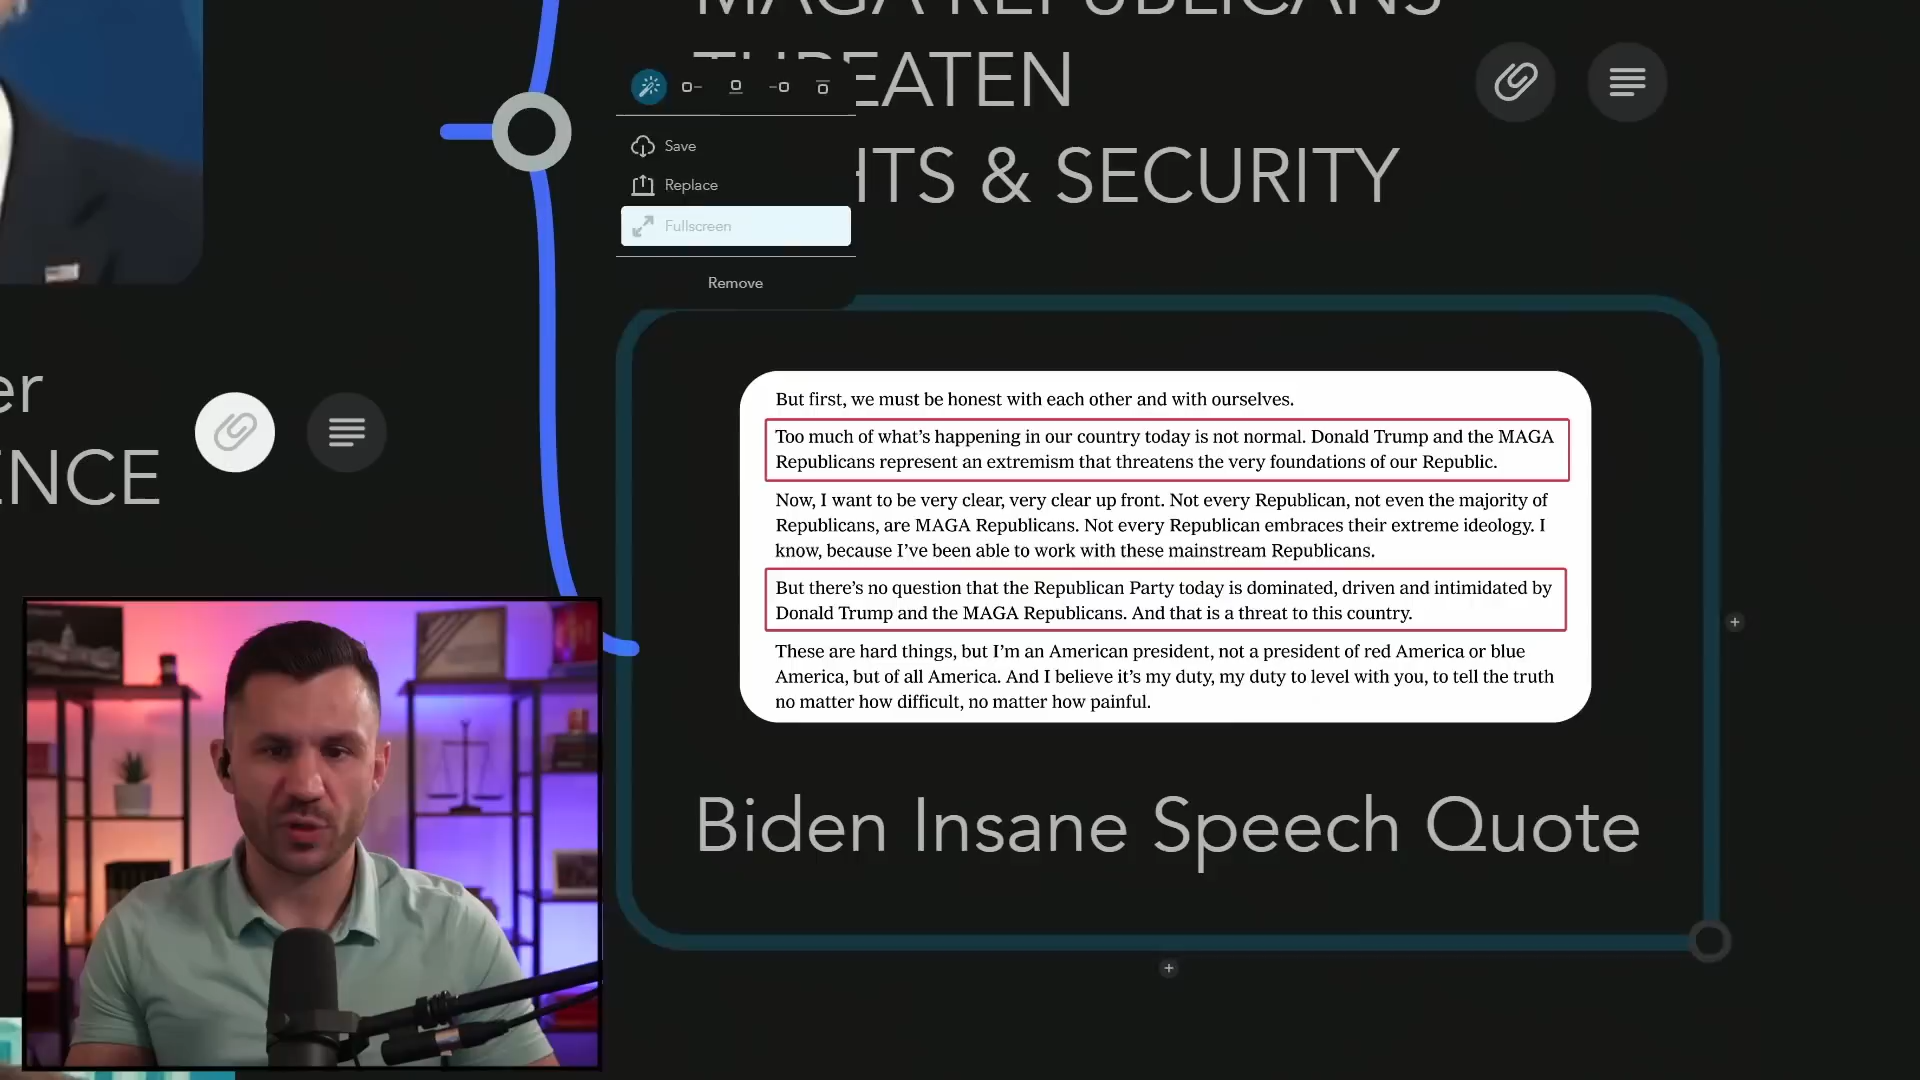 MAGA REPUBLICANS
THREATEN
HTS & SECURITY
Save
Replace
Fullscreen
Remove
er
ENCE
But first, we must be honest with each other and with ourselves.
Too much of what’s happening in our country today is not normal. Donald Trump and the MAGA
Republicans represent an extremism that threatens the very foundations of our Republic.
Now, I want to be very clear, very clear up front. Not every Republican, not even the majority of
Republicans, are MAGA Republicans. Not every Republican embraces their extreme ideology. I
know, because I’ve been able to work with these mainstream Republicans.
But there’s no question that the Republican Party today is dominated, driven and intimidated by
Donald Trump and the MAGA Republicans. And that is a threat to this country.
These are hard things, but I’m an American president, not a president of red America or blue
America, but of all America. And I believe it’s my duty, my duty to level with you, to tell the truth
no matter how difficult, no matter how painful.
Biden Insane Speech Quote